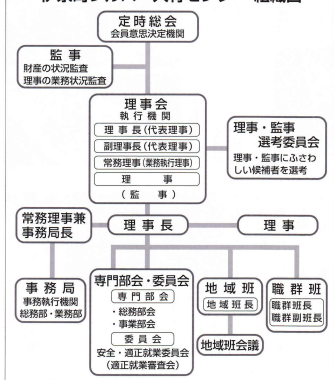 定時総会
会員意思決定機関
監事
財産の状況監査
理事の業務状況監査
理事会
執行機関
理事長(代表理事)
副理事長(代表理事)
常務理事(業務執行理事)
理事
(監事)
理事・監事
選考委員会
理事・監事にふさわ
しい候補者を選考
常務理事兼
事務局長
理事長
理事
事務局
事務執行機関
総務部・業務部
専門部会・委員会
専門部会
・総務部会
・事業部会
委員会
安全・適正就業委員会
(適正就業審査会)
地域班
地域班長
地域班会議
職群班
職群班長
職群副班長